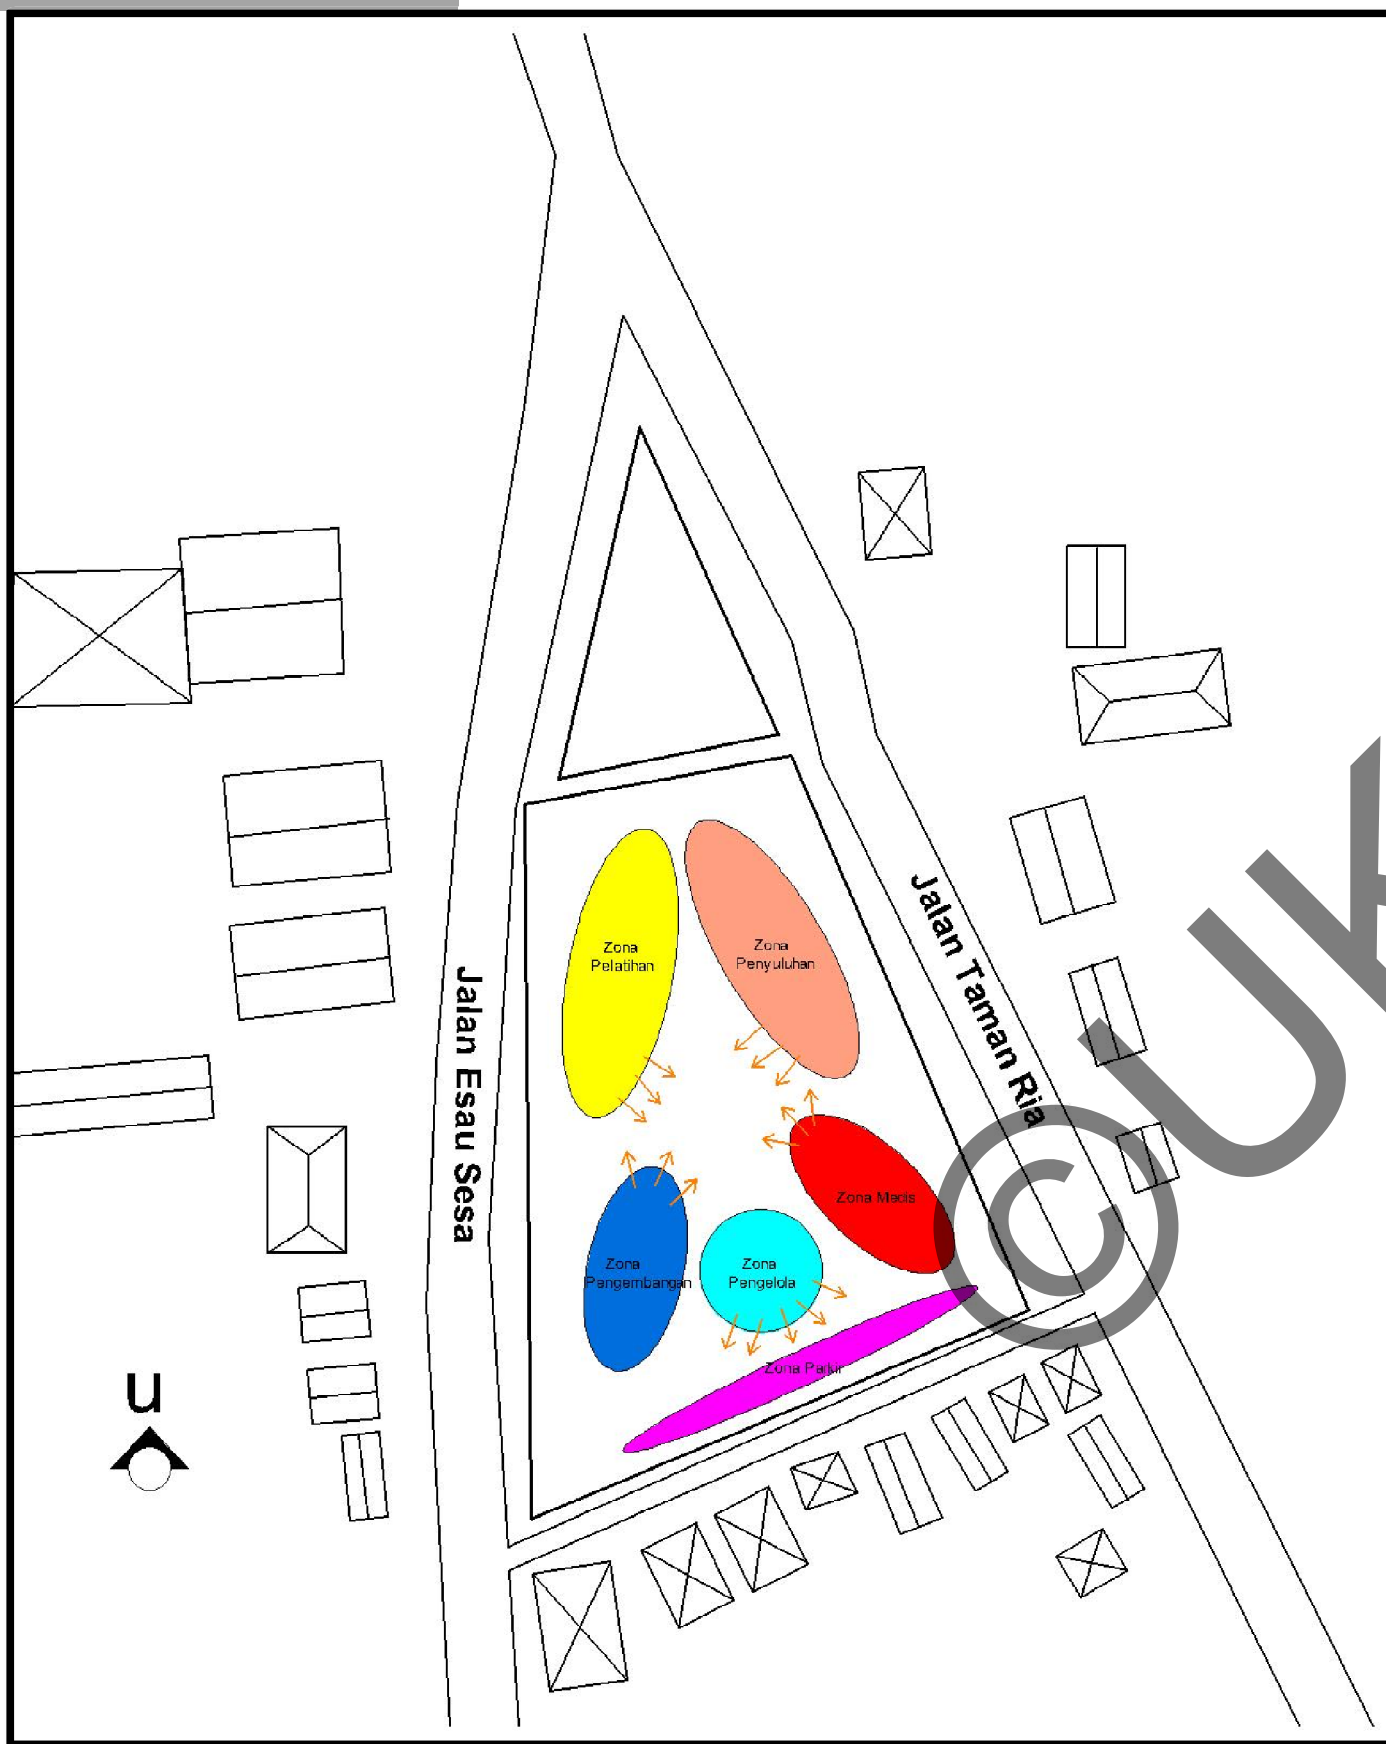 Zona
Pelatihan
Zona
Penyuluhan
Jalan Taman Ria
Jalan Esau Sesa
Zona Medis
Zona
Pengembangan
Zona
Pengelola
Zona Parkir
u
© UK